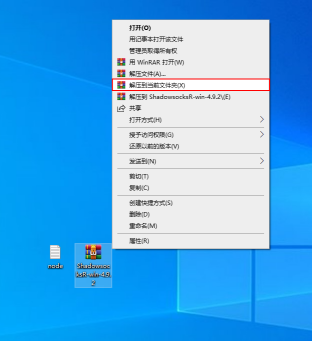 打开(O)
用记事本打开该文件
管理员取得所有权
用 WinRAR 打开(W)
解压文件(A)...
解压到当前文件夹(X)
解压到 ShadowsocksR-win-4.9.2\(E)
共享
打开方式(H)
授予访问权限(G)
还原以前的版本(V)
发送到(N)
剪切(T)
复制(C)
创建快捷方式(S)
删除(D)
重命名(M)
属性(R)
node
Shadowsoc
ksR-win-4.9.
2